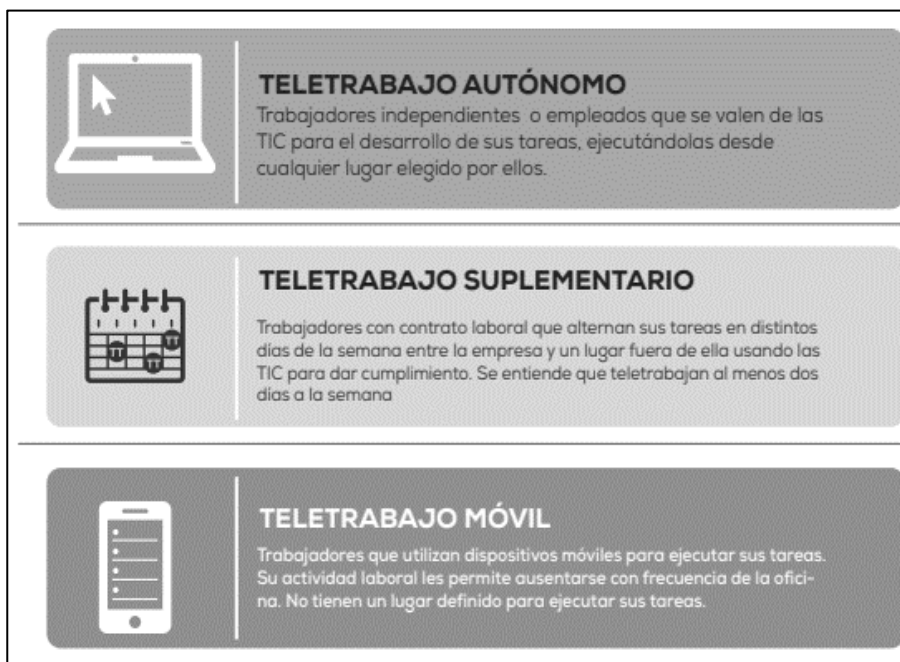 TELETRABAJO AUTÓNOMO
Trabajadores independientes o empleados que se valen de las
TIC para el desarrollo de sus tareas, ejecutándolas desde
cualquier lugar elegido por ellos.
TELETRABAJO SUPLEMENTARIO
Trabajadores con contrato laboral que alternan sus tareas en distintos
días de la semana entre la empresa y un lugar fuera de ella usando las
TIC para dar cumplimiento. Se entiende que teletrabajan al menos dos
días a la semana
TELETRABAJO MÓVIL
Trabajadores que utilizan dispositivos móviles para ejecutar sus tareas.
Su actividad laboral les permite ausentarse con frecuencia de la ofici-
na. No tienen un lugar definido para ejecutar sus tareas.